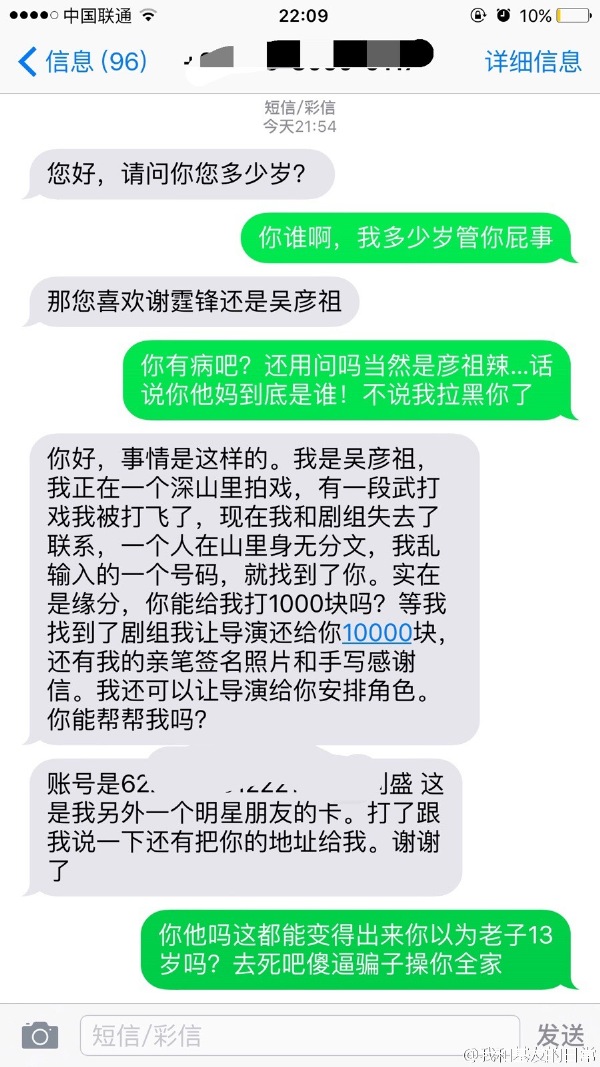 中国联通
22:09
10%
信息 (96)
详细信息
短信/彩信
今天21:54
您好，请问你您多少岁？
你谁啊，我多少岁管你屁事
那您喜欢谢霆锋还是吴彦祖
你有病吧？还用问吗当然是彦祖辣...话
说你他妈到底是谁！不说我拉黑你了
你好，事情是这样的。我是吴彦祖，
我正在一个深山里拍戏，有一段武打
戏我被打飞了，现在我和剧组失去了
联系，一个人在山里身无分文，我乱
输入的一个号码，就找到了你。实在
是缘分，你能给我打1000块吗？等我
找到了剧组我让导演还给你10000块，
还有我的亲笔签名照片和手写感谢
信。我还可以让导演给你安排角色。
你能帮帮我吗？
账号是62 盛 这
是我另外一个明星朋友的卡。打了跟
我说一下还有把你的地址给我。谢谢
了
你他吗这都能变得出来你以为老子13
岁吗？去死吧傻逼骗子操你全家
短信/彩信
发送